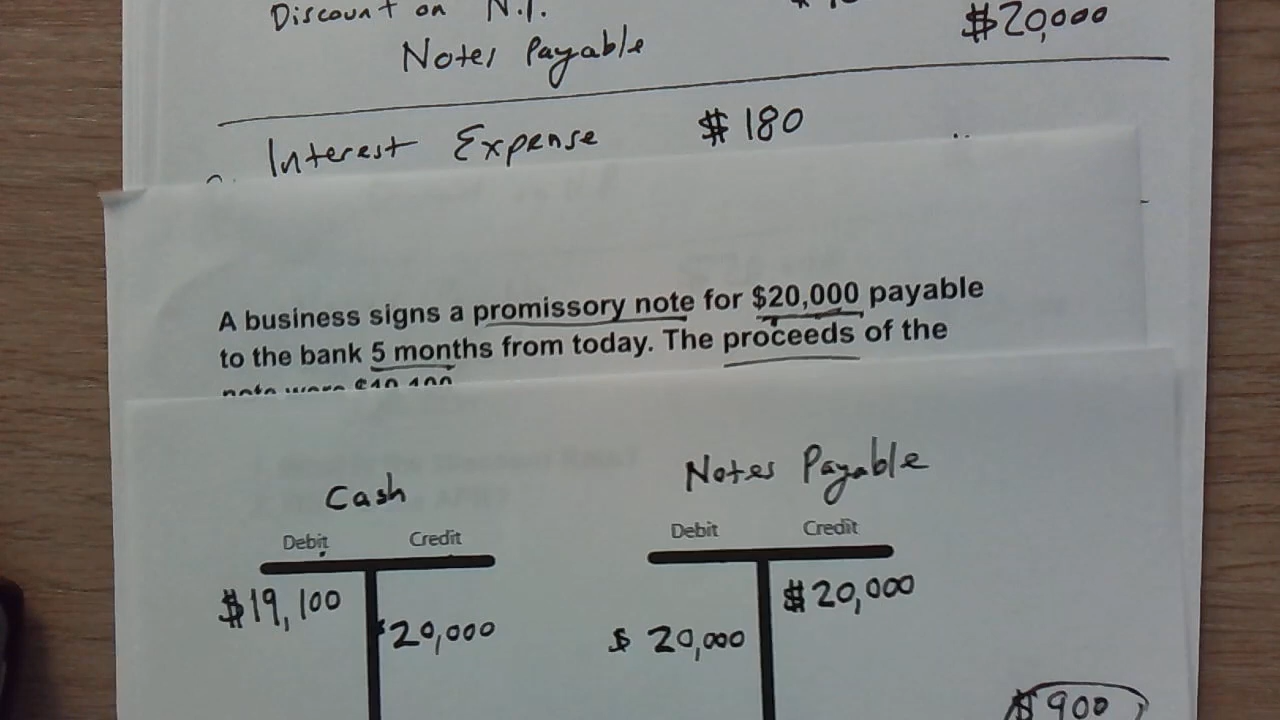 Discount on N.P.
$20,000
Notes Payable
Interest Expense $180
A business signs a promissory note for $20,000 payable
to the bank 5 months from today. The proceeds of the
note were
Cash Notes Payable
Debit Credit Debit Credit
$19,100 $20,000
$20,000 $ 20,000
$900